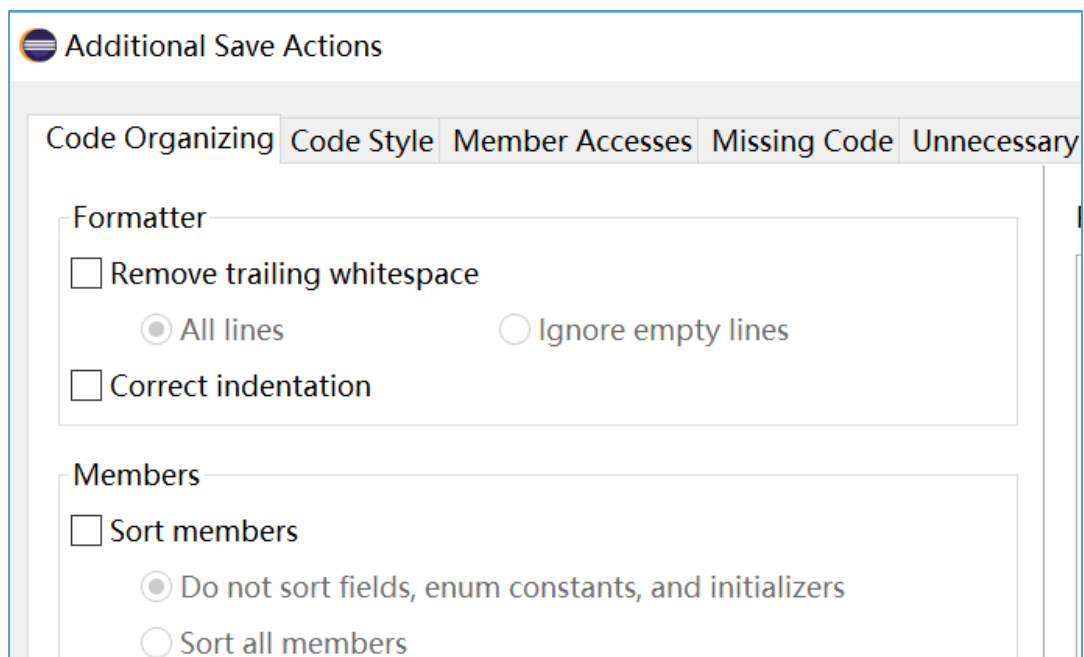 Additional Save Actions
Code Organizing Code Style Member Accesses Missing Code Unnecessary
Formatter
Remove trailing whitespace
All lines Ignore empty lines
Correct indentation
Members
Sort members
Do not sort fields, enum constants, and initializers
Sort all members